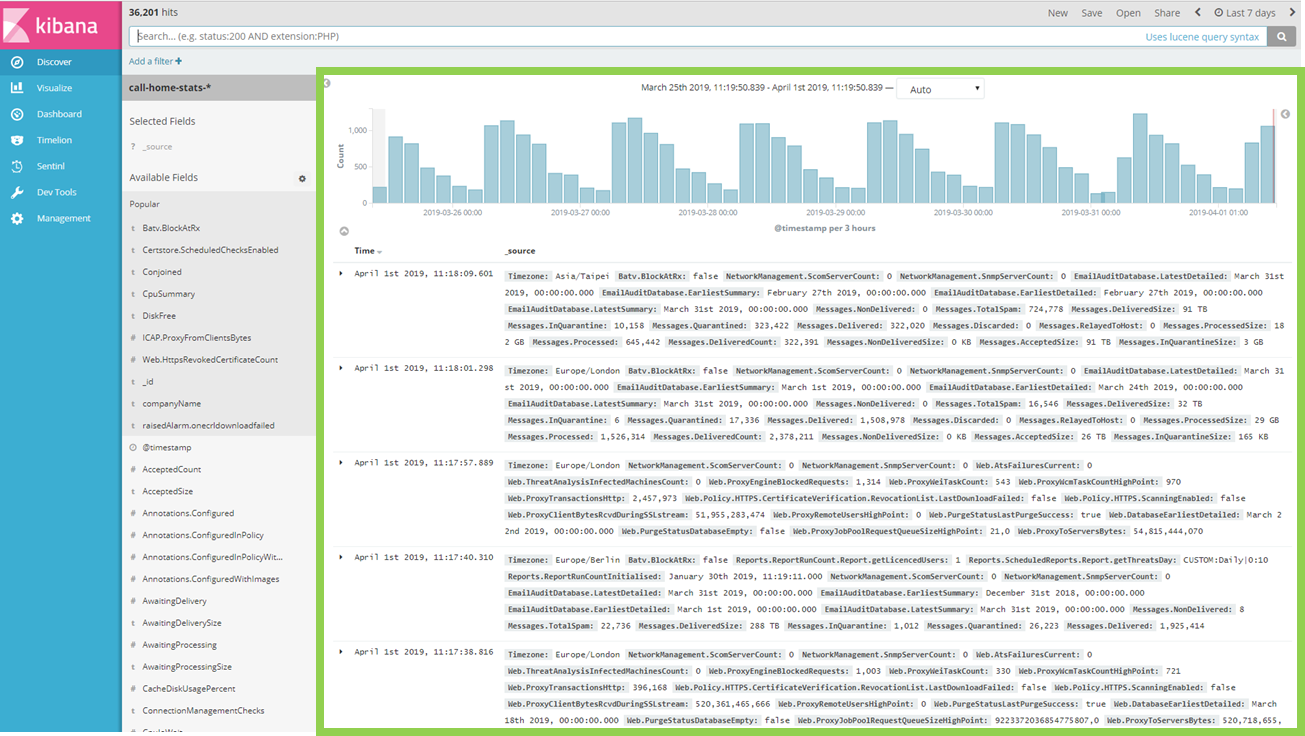 kibana
Discover
Visualize
Dashboard
Timelion
Sentinl
Dev Tools
Management
36,201 hits
New Save Open Share Last 7 days
Search... (e.g. status:200 AND extension:PHP) Uses lucene query syntax
Add a filter +
call-home-stats-*
Selected Fields
? _source
Available Fields
Popular
t Batv.BlockAtRx
t Certstore.ScheduledChecksEnabled
t Conjoined
t CpuSummary
t DiskFree
# ICAP.ProxyFromClientsBytes
# Web.HttpsRevokedCertificateCount
t _id
t companyName
t raisedAlarm.onecrldownloadfailed
@timestamp
# AcceptedCount
t AcceptedSize
# Annotations.Configured
# Annotations.ConfiguredInPolicy
# Annotations.ConfiguredInPolicyWit...
# Annotations.ConfiguredWithImages
# AwaitingDelivery
t AwaitingDeliverySize
# AwaitingProcessing
t AwaitingProcessingSize
# CacheDiskUsagePercent
t ConnectionManagementChecks
March 25th 2019, 11:19:50.839 - April 1st 2019, 11:19:50.839 — Auto
Count
1,000
500
0
2019-03-26 00:00 2019-03-27 00:00 2019-03-28 00:00 2019-03-29 00:00 2019-03-30 00:00 2019-03-31 00:00 2019-04-01 01:00
@timestamp per 3 hours
Time _source
April 1st 2019, 11:18:09.601 Timezone: Asia/Taipei Batv.BlockAtRx: false NetworkManagement.ScomServerCount: 0 NetworkManagement.SnmpServerCount: 0 EmailAuditDatabase.LatestDetailed: March 31st
2019, 00:00:00.000 EmailAuditDatabase.EarliestSummary: February 27th 2019, 00:00:00.000 EmailAuditDatabase.EarliestDetailed: February 27th 2019, 00:00:00.000
EmailAuditDatabase.LatestSummary: March 31st 2019, 00:00:00.000 Messages.NonDelivered: 0 Messages.TotalSpam: 724,778 Messages.DeliveredSize: 91 TB
Messages.InQuarantine: 10,158 Messages.Quarantined: 323,422 Messages.Delivered: 322,020 Messages.Discarded: 0 Messages.RelayedToHost: 0 Messages.ProcessedSize: 18
2 GB Messages.Processed: 645,442 Messages.DeliveredCount: 322,391 Messages.NonDeliveredSize: 0 KB Messages.AcceptedSize: 91 TB Messages.InQuarantineSize: 3 GB
April 1st 2019, 11:18:01.298 Timezone: Europe/London Batv.BlockAtRx: false NetworkManagement.ScomServerCount: 0 NetworkManagement.SnmpServerCount: 0 EmailAuditDatabase.LatestDetailed: March 31
st 2019, 00:00:00.000 EmailAuditDatabase.EarliestSummary: March 1st 2019, 00:00:00.000 EmailAuditDatabase.EarliestDetailed: March 24th 2019, 00:00:00.000
EmailAuditDatabase.LatestSummary: March 31st 2019, 00:00:00.000 Messages.NonDelivered: 0 Messages.TotalSpam: 16,546 Messages.DeliveredSize: 32 TB
Messages.InQuarantine: 6 Messages.Quarantined: 17,336 Messages.Delivered: 1,508,978 Messages.Discarded: 0 Messages.RelayedToHost: 0 Messages.ProcessedSize: 29 GB
Messages.Processed: 1,526,314 Messages.DeliveredCount: 2,378,211 Messages.NonDeliveredSize: 0 KB Messages.AcceptedSize: 26 TB Messages.InQuarantineSize: 165 KB
April 1st 2019, 11:17:57.889 Timezone: Europe/London NetworkManagement.ScomServerCount: 0 NetworkManagement.SnmpServerCount: 0 Web.AtsFailuresCurrent: 0
Web.ThreatAnalysisInfectedMachinesCount: 0 Web.ProxyEngineBlockedRequests: 1,314 Web.ProxyWeiTaskCount: 543 Web.ProxyWcmTaskCountHighPoint: 970
Web.ProxyTransactionsHttp: 2,457,973 Web.Policy.HTTPS.CertificateVerification.RevocationList.LastDownloadFailed: false Web.Policy.HTTPS.ScanningEnabled: false
Web.ProxyClientBytesRcvdDuringSSLstream: 51,955,283,474 Web.ProxyRemoteUsersHighPoint: 0 Web.PurgeStatusLastPurgeSuccess: true Web.DatabaseEarliestDetailed: March 2
2nd 2019, 00:00:00.000 Web.PurgeStatusDatabaseEmpty: false Web.ProxyJobPoolRequestQueueSizeHighPoint: 21,0 Web.ProxyToServersBytes: 54,815,444,070
April 1st 2019, 11:17:40.310 Timezone: Europe/Berlin Batv.BlockAtRx: false Reports.ReportRunCount.Report.getLicencedUsers: 1 Reports.ScheduledReports.Report.getThreatsDay: CUSTOM:Daily|0:10
Reports.ReportRunCountInitialised: January 30th 2019, 11:19:11.000 NetworkManagement.ScomServerCount: 0 NetworkManagement.SnmpServerCount: 0
EmailAuditDatabase.LatestDetailed: March 31st 2019, 00:00:00.000 EmailAuditDatabase.EarliestSummary: December 31st 2018, 00:00:00.000
EmailAuditDatabase.EarliestDetailed: March 1st 2019, 00:00:00.000 EmailAuditDatabase.LatestSummary: March 31st 2019, 00:00:00.000 Messages.NonDelivered: 8
Messages.TotalSpam: 22,736 Messages.DeliveredSize: 288 TB Messages.InQuarantine: 1,012 Messages.Quarantined: 26,223 Messages.Delivered: 1,925,414
April 1st 2019, 11:17:38.816 Timezone: Europe/London NetworkManagement.ScomServerCount: 0 NetworkManagement.SnmpServerCount: 0 Web.AtsFailuresCurrent: 0
Web.ThreatAnalysisInfectedMachinesCount: 0 Web.ProxyEngineBlockedRequests: 1,003 Web.ProxyWeiTaskCount: 330 Web.ProxyWcmTaskCountHighPoint: 721
Web.ProxyTransactionsHttp: 396,168 Web.Policy.HTTPS.CertificateVerification.RevocationList.LastDownloadFailed: false Web.Policy.HTTPS.ScanningEnabled: false
Web.ProxyClientBytesRcvdDuringSSLstream: 520,361,465,666 Web.ProxyRemoteUsersHighPoint: 0 Web.PurgeStatusLastPurgeSuccess: true Web.DatabaseEarliestDetailed: March
18th 2019, 00:00:00.000 Web.PurgeStatusDatabaseEmpty: false Web.ProxyJobPoolRequestQueueSizeHighPoint: 9223372036854775807,0 Web.ProxyToServersBytes: 520,718,655,